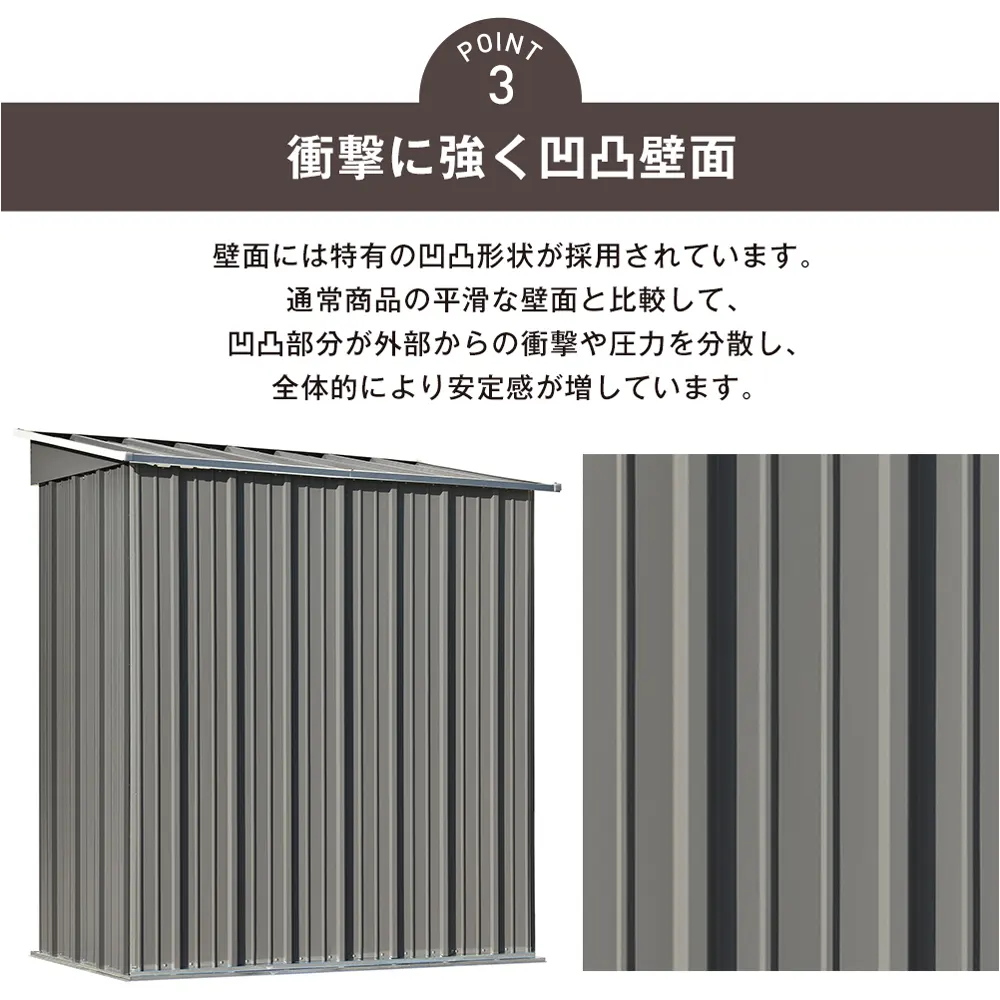 POINT
3
衝撃に強く凹凸壁面
壁面には特有の凹凸形状が採用されています。
通常商品の平滑な壁面と比較して、
凹凸部分が外部からの衝撃や圧力を分散し、
全体的により安定感が増しています。